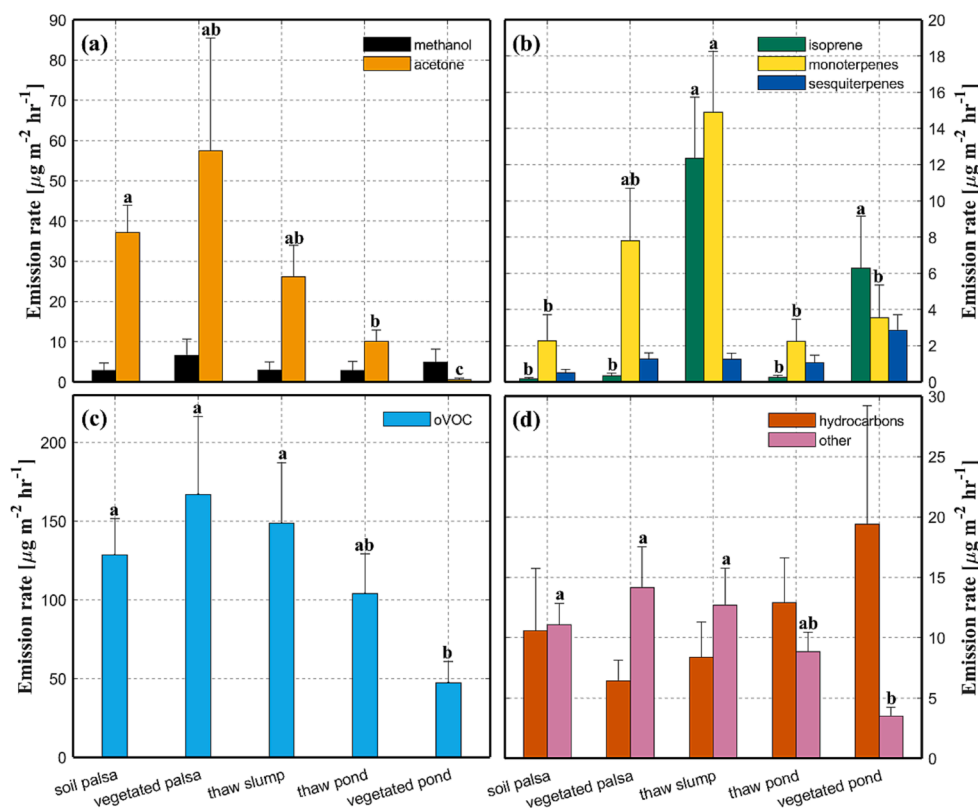 (a)
methanol
acetone
Emission rate [μg m⁻² hr⁻¹]
90
80
70
60
50
40
30
20
10
0
a
ab
ab
b
c
(b)
isoprene
monoterpenes
sesquiterpenes
Emission rate [μg m⁻² hr⁻¹]
20
18
16
14
12
10
8
6
4
2
0
b
b
b
ab
a
a
b
b
a
b
(c)
oVOC
Emission rate [μg m⁻² hr⁻¹]
200
150
100
50
0
a
a
a
ab
b
soil palsa
vegetated palsa
thaw slump
thaw pond
vegetated pond
(d)
hydrocarbons
other
Emission rate [μg m⁻² hr⁻¹]
30
25
20
15
10
5
0
a
a
a
ab
b
soil palsa
vegetated palsa
thaw slump
thaw pond
vegetated pond